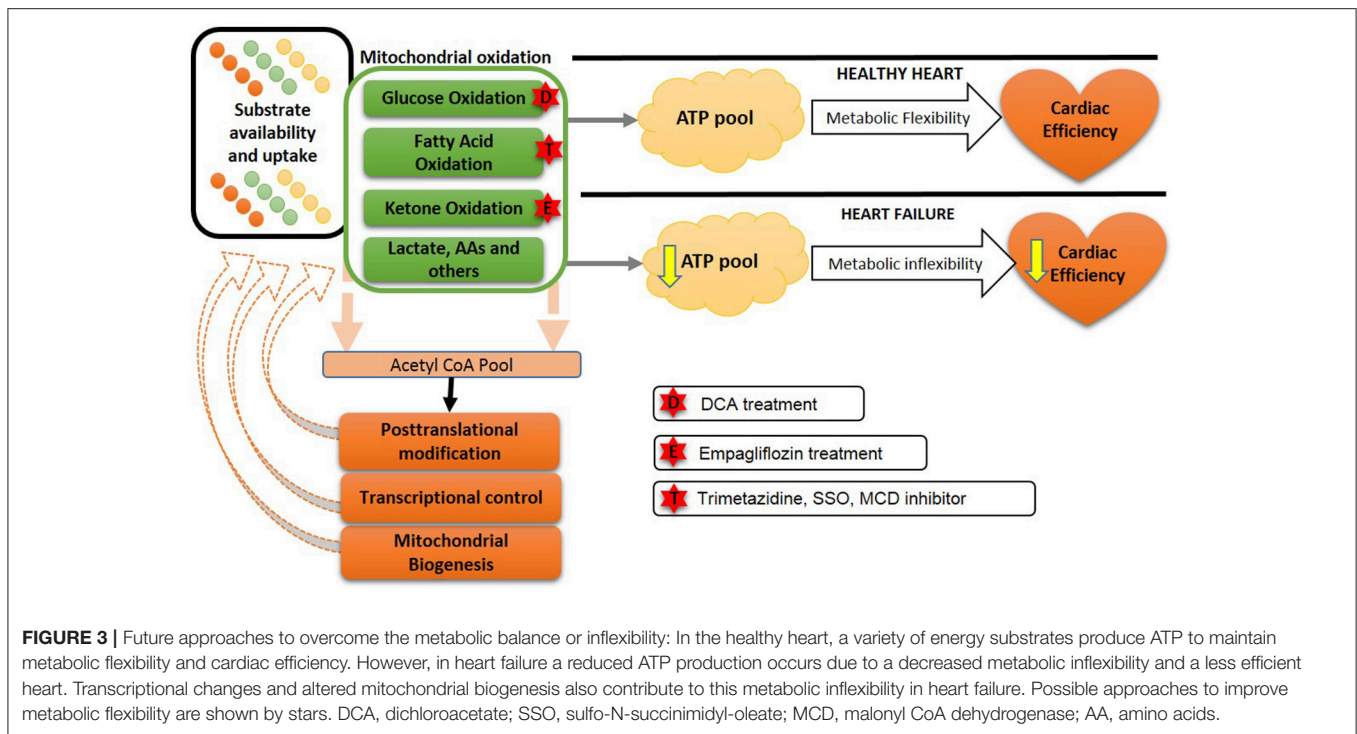 Mitochondrial oxidation
Substrate
availability
and uptake
Glucose Oxidation
D
Fatty Acid
Oxidation
T
Ketone Oxidation
E
Lactate, AAs and
others
ATP pool
HEALTHY HEART
Metabolic Flexibility
Cardiac
Efficiency
ATP pool
HEART FAILURE
Metabolic inflexibility
Cardiac
Efficiency
Acetyl CoA Pool
Posttranslational
modification
Transcriptional control
Mitochondrial
Biogenesis
D DCA treatment
E Empagliflozin treatment
T Trimetazidine, SSO, MCD inhibitor
FIGURE 3 | Future approaches to overcome the metabolic balance or inflexibility: In the healthy heart, a variety of energy substrates produce ATP to maintain
metabolic flexibility and cardiac efficiency. However, in heart failure a reduced ATP production occurs due to a decreased metabolic inflexibility and a less efficient
heart. Transcriptional changes and altered mitochondrial biogenesis also contribute to this metabolic inflexibility in heart failure. Possible approaches to improve
metabolic flexibility are shown by stars. DCA, dichloroacetate; SSO, sulfo-N-succinimidyl-oleate; MCD, malonyl CoA dehydrogenase; AA, amino acids.